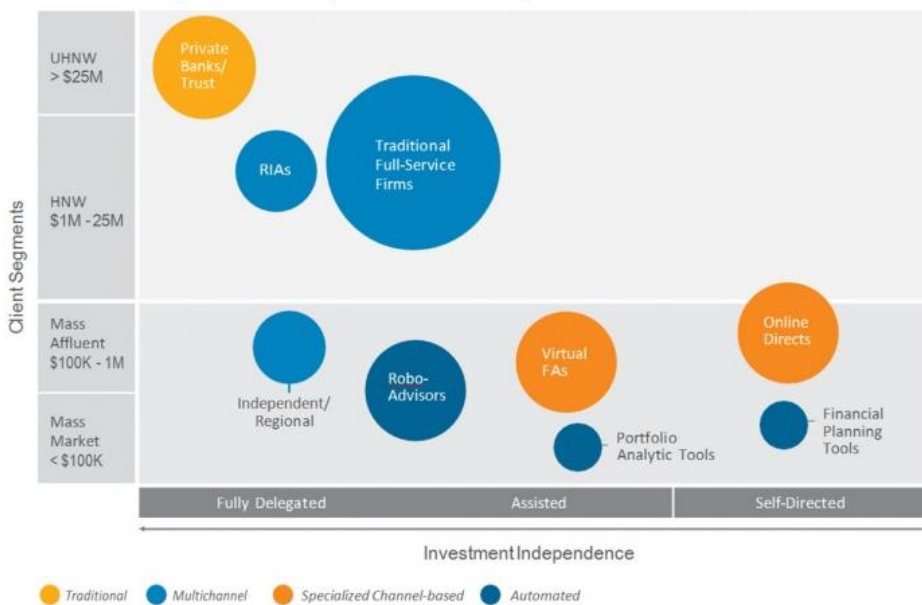 UHNW
> $25M
HNW
$1M - 25M
Mass
Affluent
$100K - 1M
Mass
Market
< $100K
Client Segments
Private
Banks/
Trust
RIAs
Traditional
Full-Service
Firms
Independent/
Regional
Robo-
Advisors
Virtual
FAs
Portfolio
Analytic Tools
Online
Directs
Financial
Planning
Tools
Fully Delegated
Assisted
Self-Directed
Investment Independence
Traditional
Multichannel
Specialized Channel-based
Automated